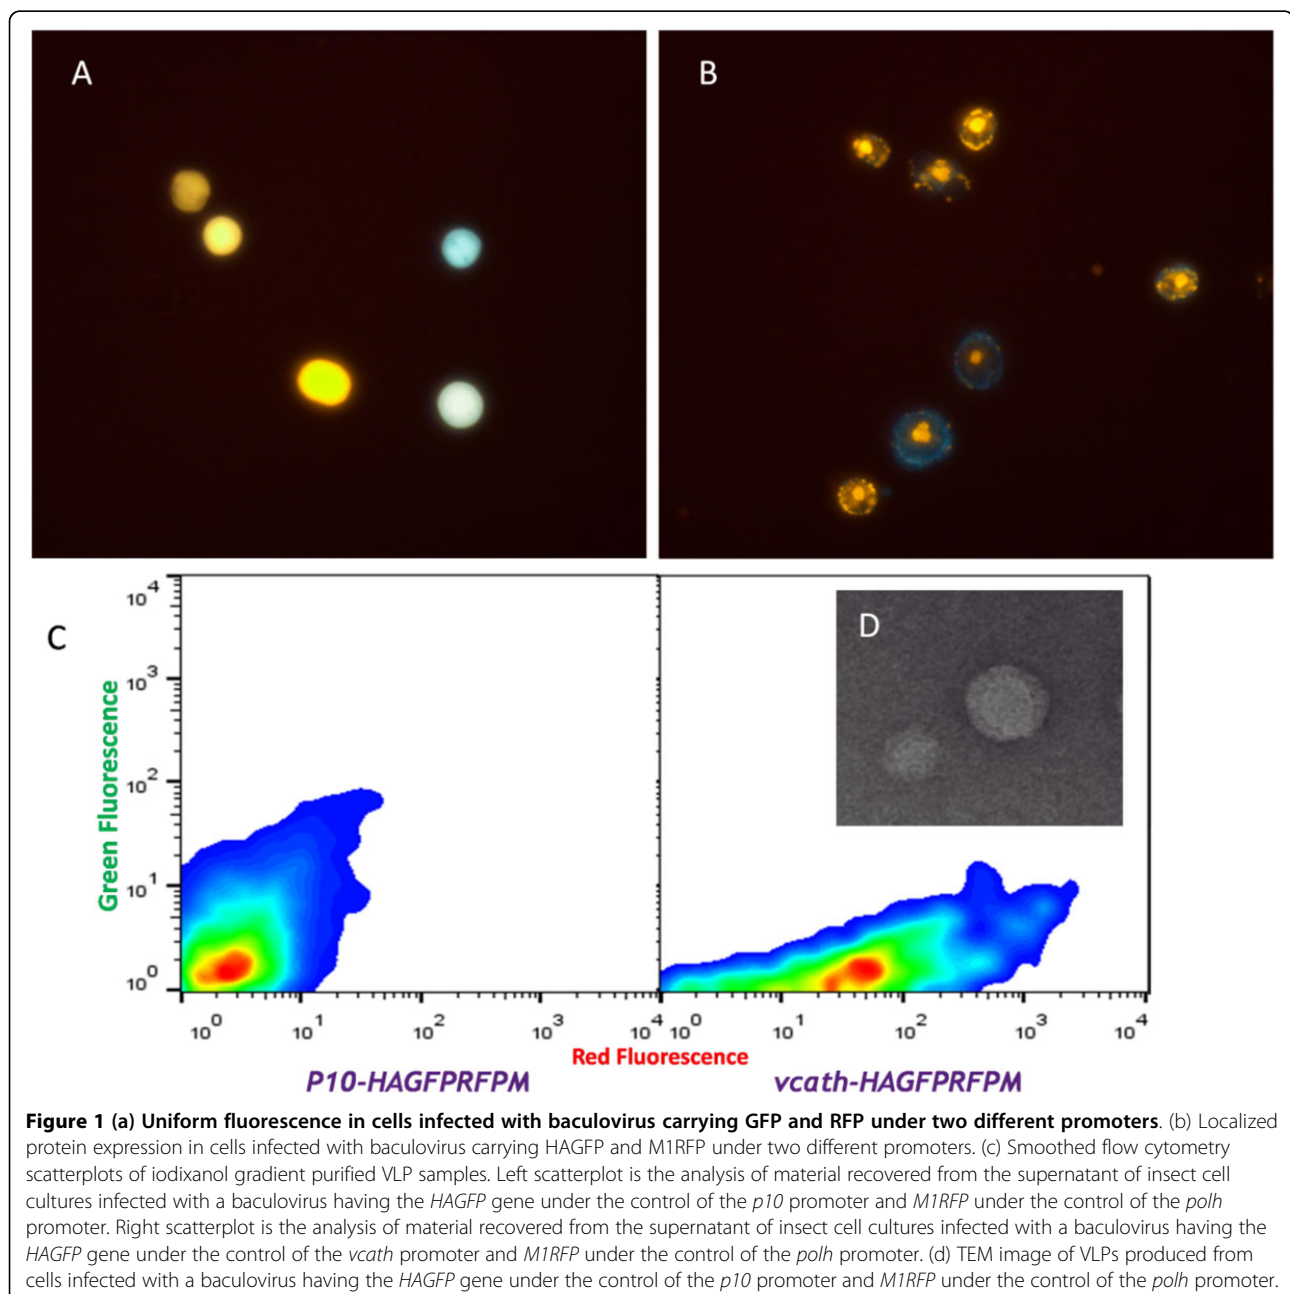 A
B
C
D
Green Fluorescence
10^4
10^3
10^2
10^1
10^0
10^0 10^1 10^2 10^3 10^4 10^0 10^1 10^2 10^3 10^4
Red Fluorescence
P10-HAGFPRFPM
vcath-HAGFPRFPM
Figure 1 (a) Uniform fluorescence in cells infected with baculovirus carrying GFP and RFP under two different promoters. (b) Localized
protein expression in cells infected with baculovirus carrying HAGFP and M1RFP under two different promoters. (c) Smoothed flow cytometry
scatterplots of iodixanol gradient purified VLP samples. Left scatterplot is the analysis of material recovered from the supernatant of insect cell
cultures infected with a baculovirus having the HAGFP gene under the control of the p10 promoter and M1RFP under the control of the polh
promoter. Right scatterplot is the analysis of material recovered from the supernatant of insect cell cultures infected with a baculovirus having the
HAGFP gene under the control of the vcath promoter and M1RFP under the control of the polh promoter. (d) TEM image of VLPs produced from
cells infected with a baculovirus having the HAGFP gene under the control of the p10 promoter and M1RFP under the control of the polh promoter.